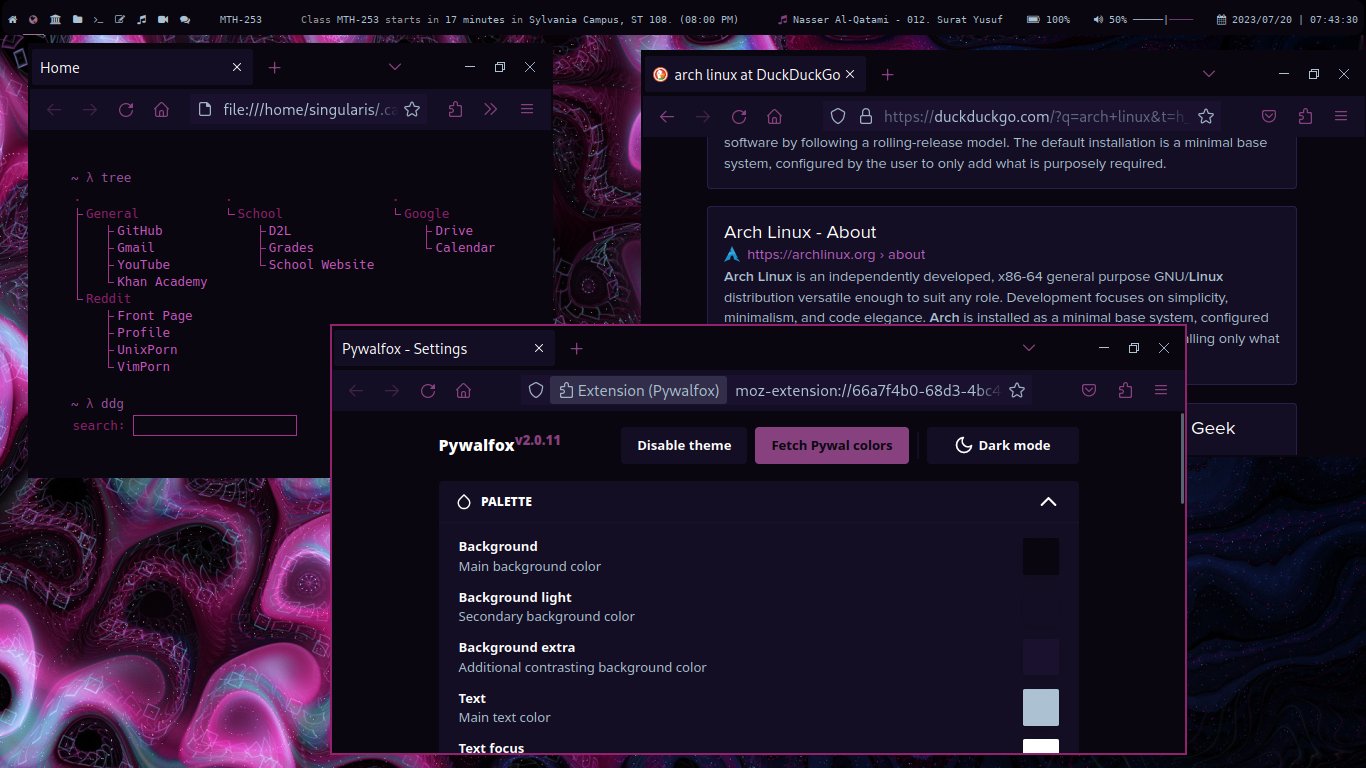 MTH-253 Class MTH-253 starts in 17 minutes in Sylvania Campus, ST 108. (08:00 PM) Nasser Al-Qatami - 012. Surat Yusuf 100% 50% 2023/07/20 | 07:43:30
Home
file:///home/singularis/.ca
~ λ tree
. . .
General School Google
GitHub D2L Drive
Gmail Grades Calendar
YouTube School Website
Khan Academy
Reddit
Front Page
Profile
UnixPorn
VimPorn
~ λ ddg
search:
arch linux at DuckDuckGo
https://duckduckgo.com/?q=arch+linux&t=h_
software by following a rolling-release model. The default installation is a minimal base
system, configured by the user to only add what is purposely required.
Arch Linux - About
https://archlinux.org › about
Arch Linux is an independently developed, x86-64 general purpose GNU/Linux
distribution versatile enough to suit any role. Development focuses on simplicity,
minimalism, and code elegance. Arch is installed as a minimal base system, configured
lling only what
Geek
Pywalfox - Settings
Extension (Pywalfox) moz-extension://66a7f4b0-68d3-4bc4
Pywalfox v2.0.11
Disable theme Fetch Pywal colors Dark mode
PALETTE
Background
Main background color
Background light
Secondary background color
Background extra
Additional contrasting background color
Text
Main text color
Text focus